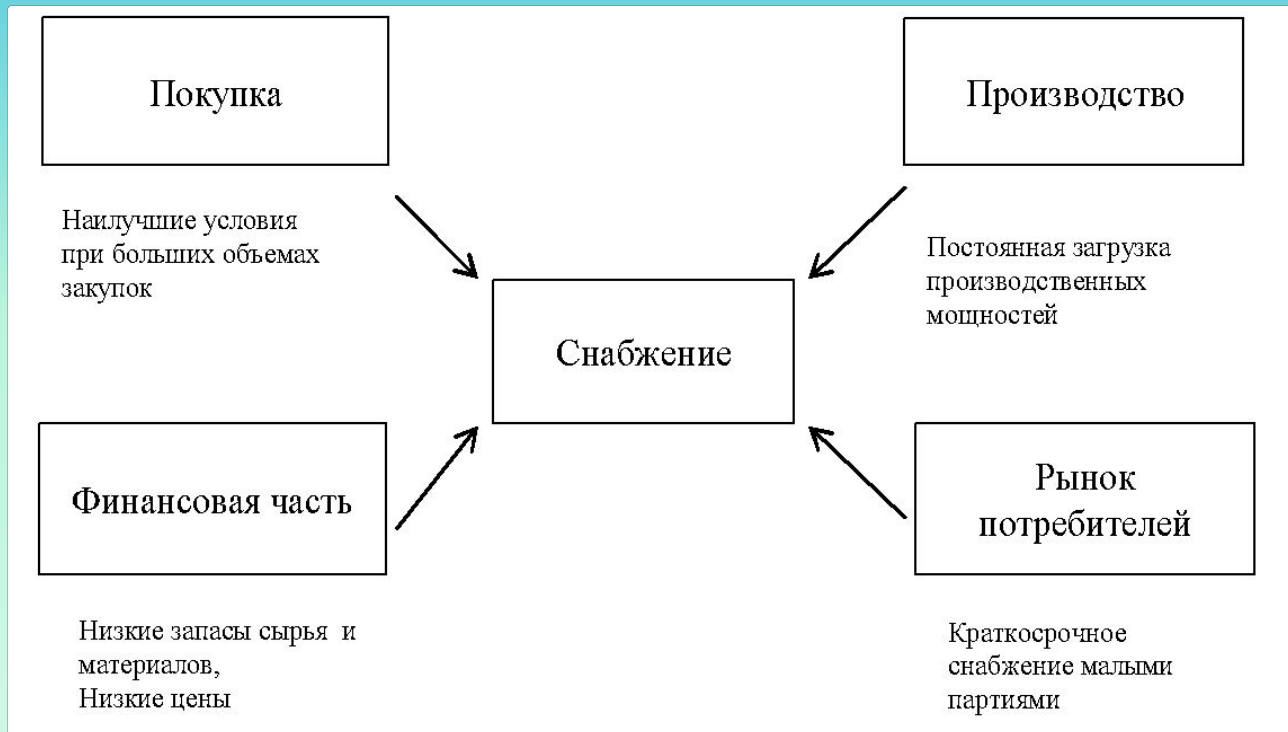 Покупка
Производство
Наилучшие условия
при больших объемах
закупок
Постоянная загрузка
производственных
мощностей
Снабжение
Финансовая часть
Рынок
потребителей
Низкие запасы сырья и
материалов,
Низкие цены
Краткосрочное
снабжение малыми
партиями